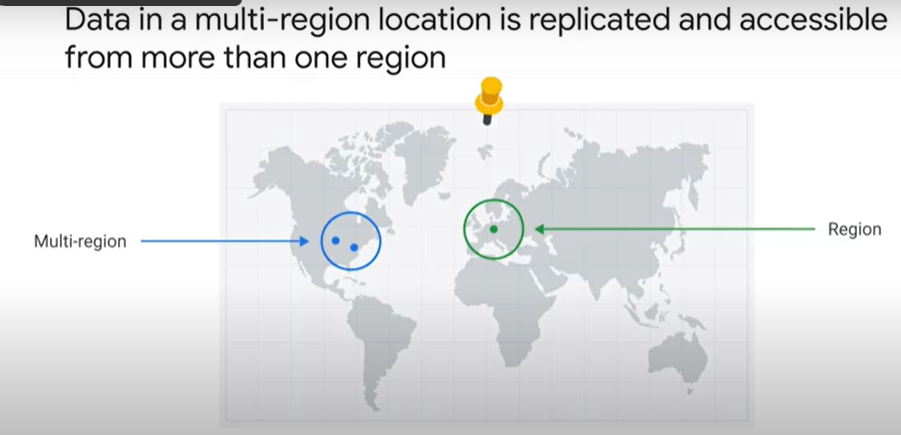 Data in a multi-region location is replicated and accessible
from more than one region
Multi-region
Region